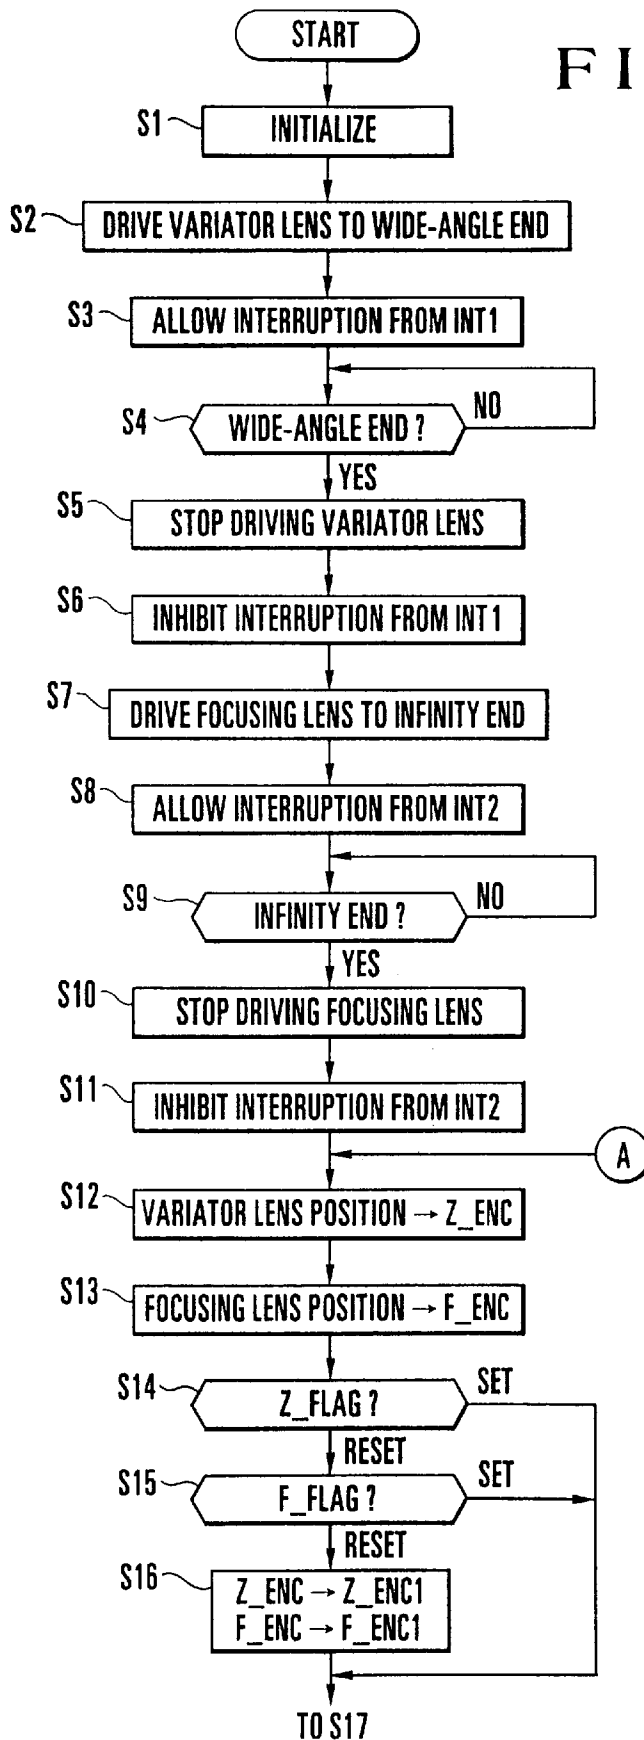 START
FI
S1
INITIALIZE
S2
DRIVE VARIATOR LENS TO WIDE-ANGLE END
S3
ALLOW INTERRUPTION FROM INT1
S4
WIDE-ANGLE END ?
NO
YES
S5
STOP DRIVING VARIATOR LENS
S6
INHIBIT INTERRUPTION FROM INT1
S7
DRIVE FOCUSING LENS TO INFINITY END
S8
ALLOW INTERRUPTION FROM INT2
S9
INFINITY END ?
NO
YES
S10
STOP DRIVING FOCUSING LENS
S11
INHIBIT INTERRUPTION FROM INT2
A
S12
VARIATOR LENS POSITION → Z_ENC
S13
FOCUSING LENS POSITION → F_ENC
S14
Z_FLAG ?
SET
RESET
S15
F_FLAG ?
SET
RESET
S16
Z_ENC → Z_ENC1
F_ENC → F_ENC1
TO S17